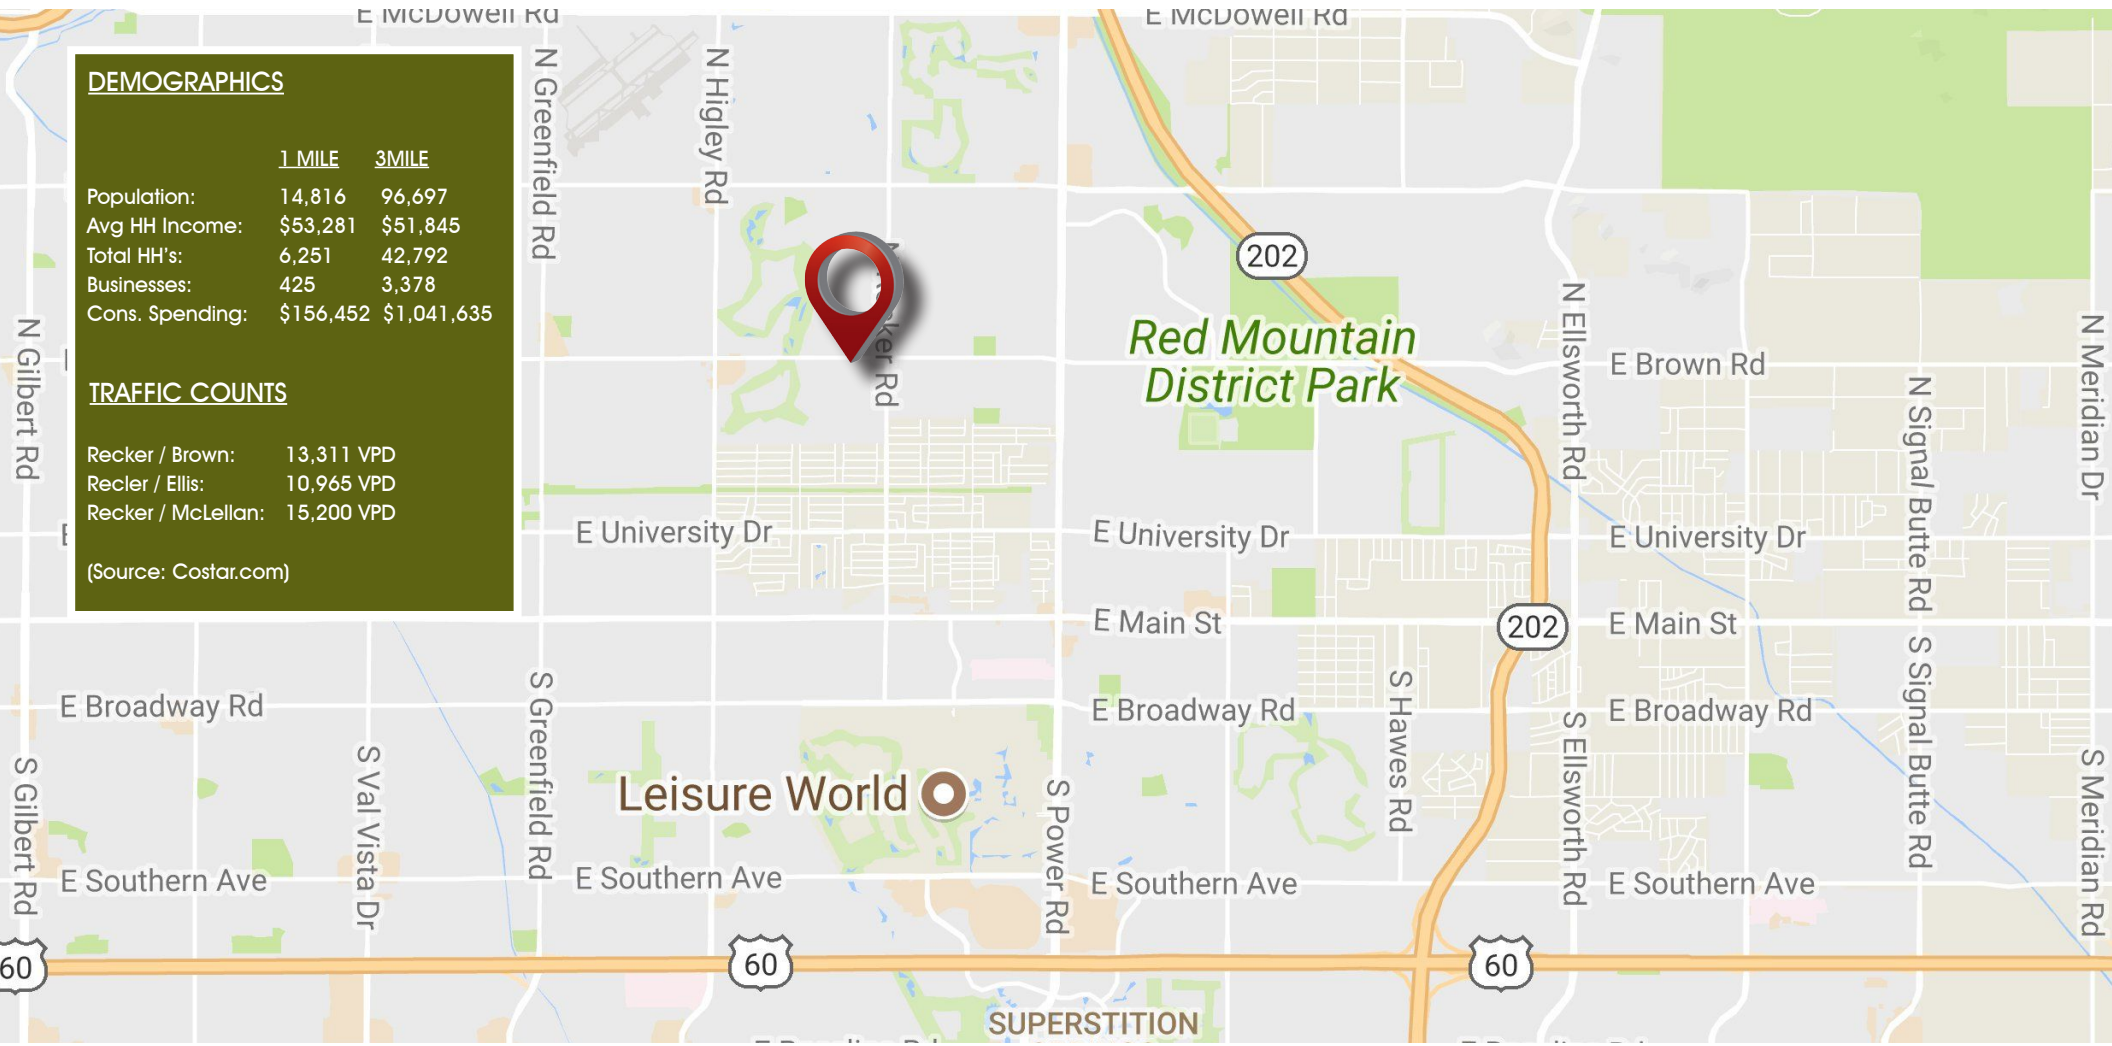 E McDowell Rd
E McDowell Rd
DEMOGRAPHICS
1 MILE 3MILE
Population: 14,816 96,697
Avg HH Income: $53,281 $51,845
Total HH's: 6,251 42,792
Businesses: 425 3,378
Cons. Spending: $156,452 $1,041,635
TRAFFIC COUNTS
Recker / Brown: 13,311 VPD
Recler / Ellis: 10,965 VPD
Recker / McLellan: 15,200 VPD
(Source: Costar.com)
N Gilbert Rd
N Greenfield Rd
N Higley Rd
Rd
202
Red Mountain
District Park
N Ellsworth Rd
E Brown Rd
N Signal Butte Rd
N Meridian Dr
E University Dr
E University Dr
E University Dr
E Main St
202
E Main St
E Broadway Rd
E Broadway Rd
E Broadway Rd
S Gilbert Rd
S Val Vista Dr
S Greenfield Rd
Leisure World
S Power Rd
S Hawes Rd
S Ellsworth Rd
S Signal Butte Rd
S Meridian Rd
E Southern Ave
E Southern Ave
E Southern Ave
E Southern Ave
60
60
60
SUPERSTITION